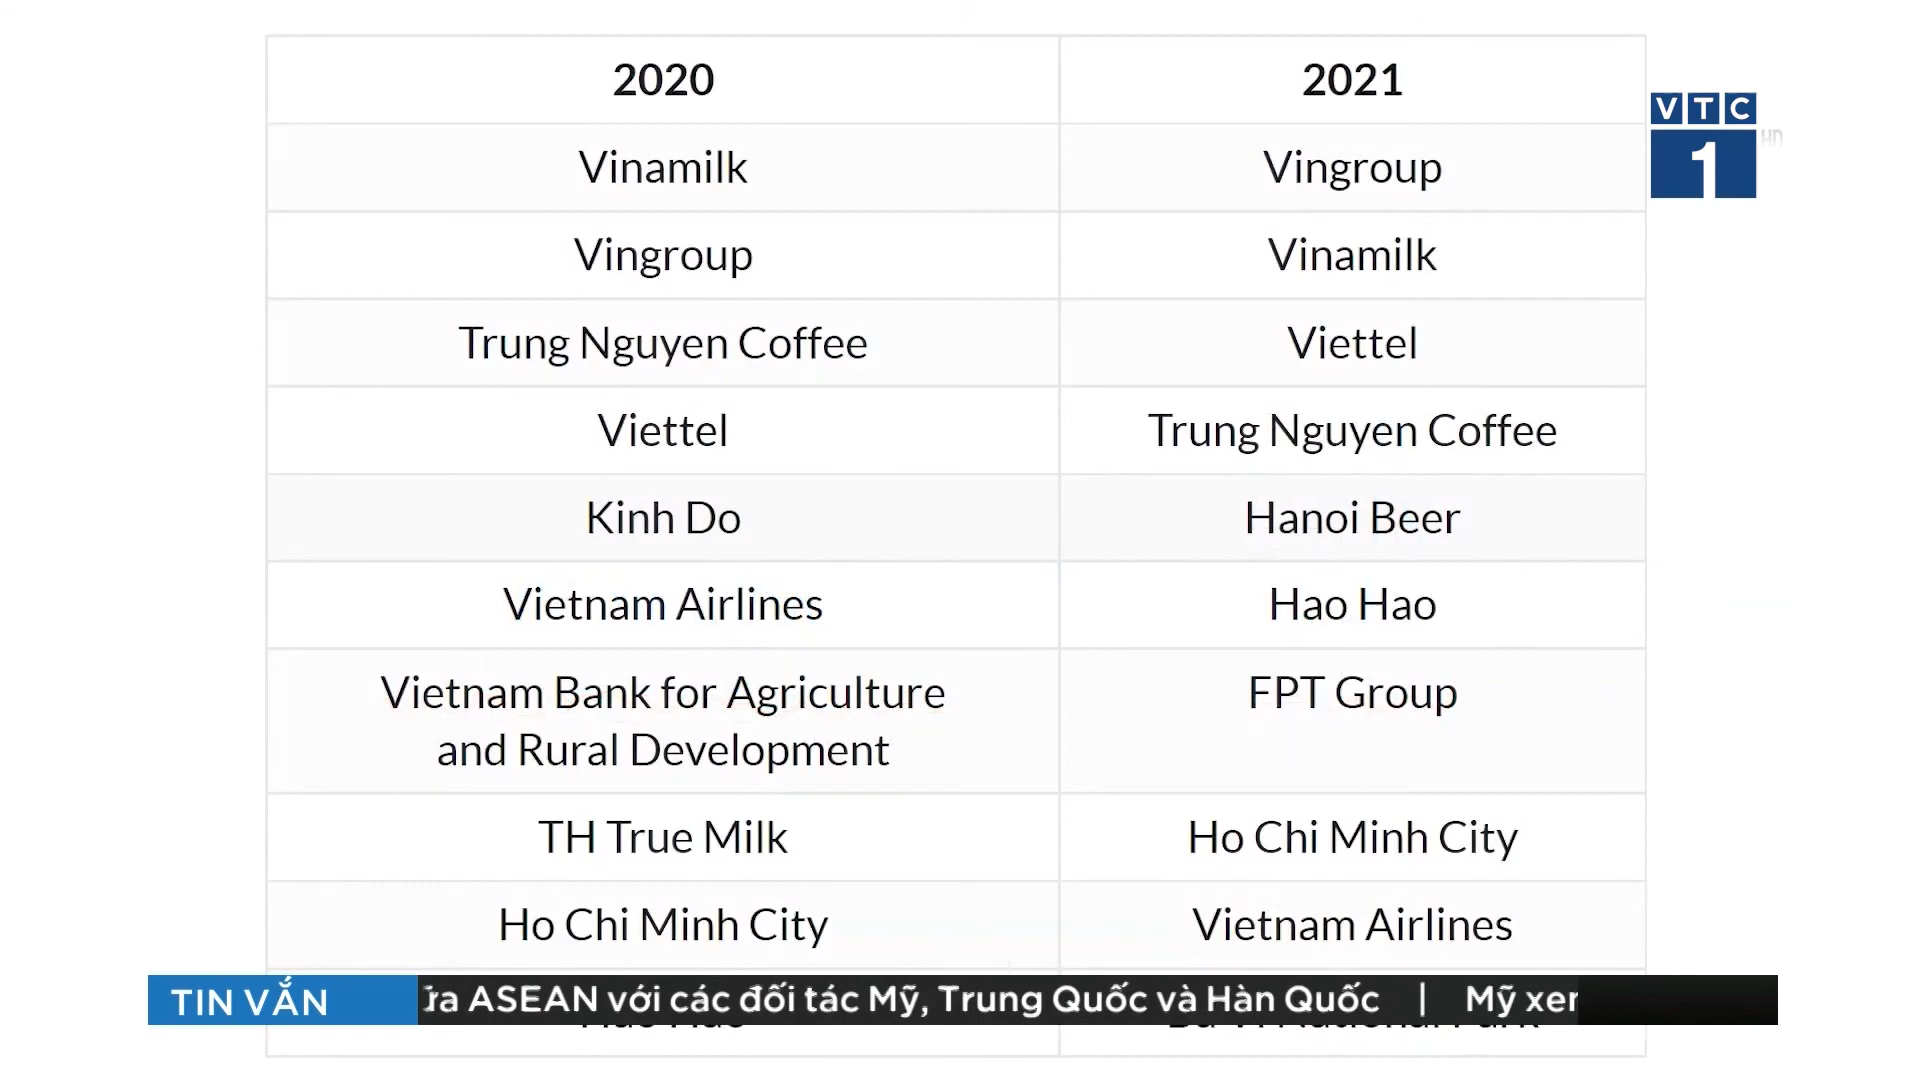 2020 2021
Vinamilk Vingroup
Vingroup Vinamilk
Trung Nguyen Coffee Viettel
Viettel Trung Nguyen Coffee
Kinh Do Hanoi Beer
Vietnam Airlines Hao Hao
Vietnam Bank for Agriculture FPT Group
and Rural Development
TH True Milk Ho Chi Minh City
Ho Chi Minh City Vietnam Airlines
VTC
1
TIN VẮN ASEAN với các đối tác Mỹ, Trung Quốc và Hàn Quốc | Mỹ